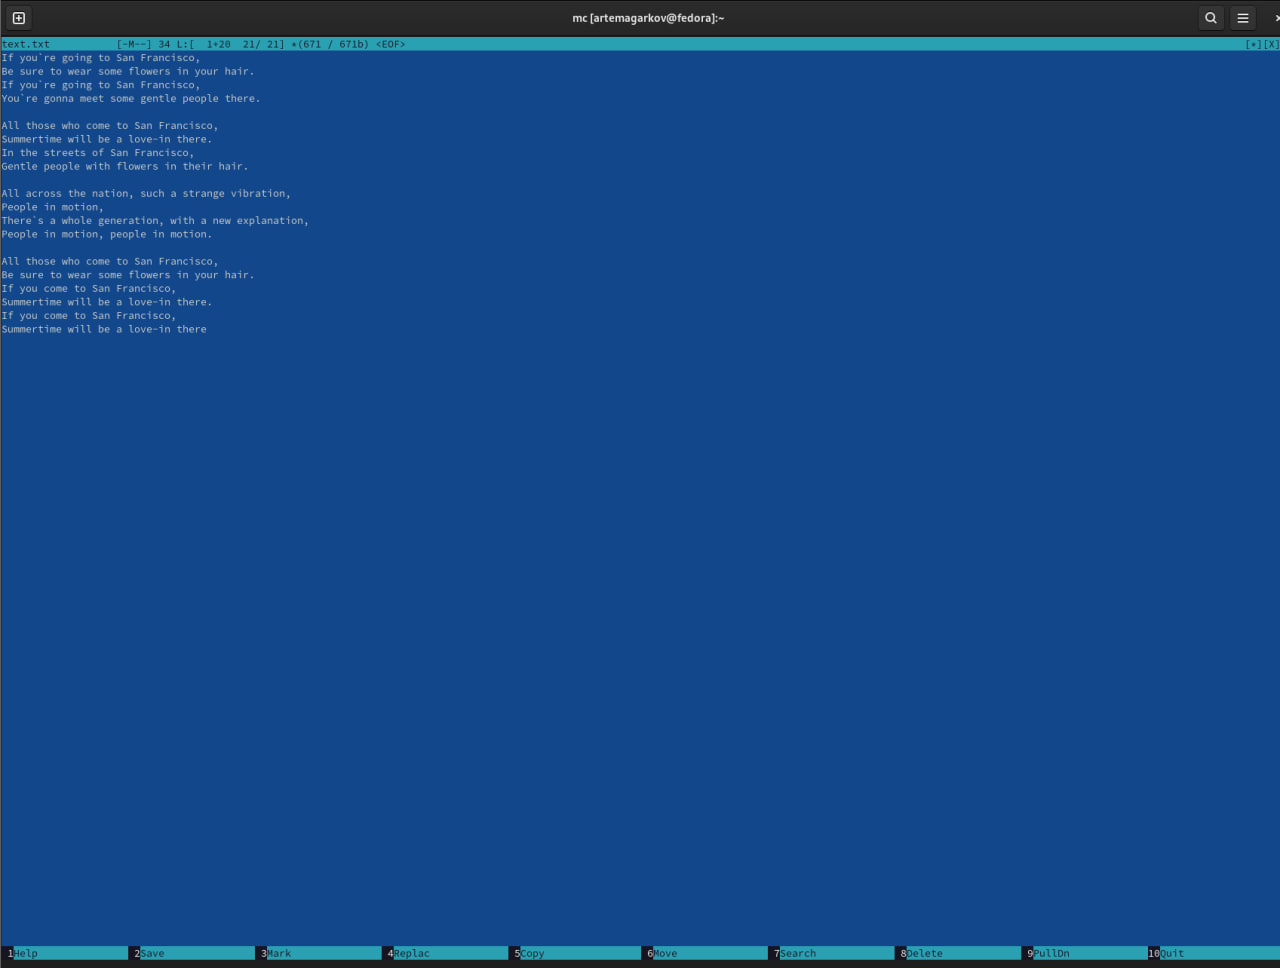 mc [artemagarkov@fedora]:~
text.txt [-M--] 34 L:[ 1+20 21/ 21] *(671 / 671b) <EOF> [*][X]
If you`re going to San Francisco,
Be sure to wear some flowers in your hair.
If you're going to San Francisco,
You`re gonna meet some gentle people there.

All those who come to San Francisco,
Summertime will be a love-in there.
In the streets of San Francisco,
Gentle people with flowers in their hair.

All across the nation, such a strange vibration,
People in motion,
There`s a whole generation, with a new explanation,
People in motion, people in motion.

All those who come to San Francisco,
Be sure to wear some flowers in your hair.
If you come to San Francisco,
Summertime will be a love-in there.
If you come to San Francisco,
Summertime will be a love-in there
1Help 2Save 3Mark 4Replac 5Copy 6Move 7Search 8Delete 9PullDn 10Quit